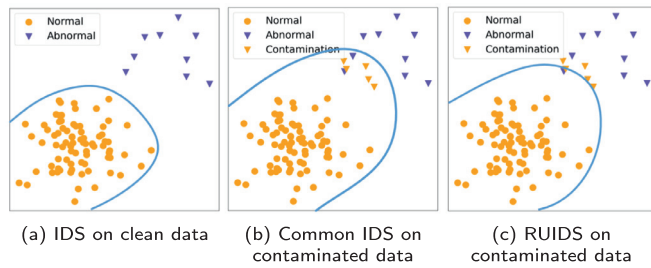 Normal
Abnormal
Normal
Abnormal
Contamination
Normal
Abnormal
Contamination
(a) IDS on clean data
(b) Common IDS on
contaminated data
(c) RUIDS on
contaminated data